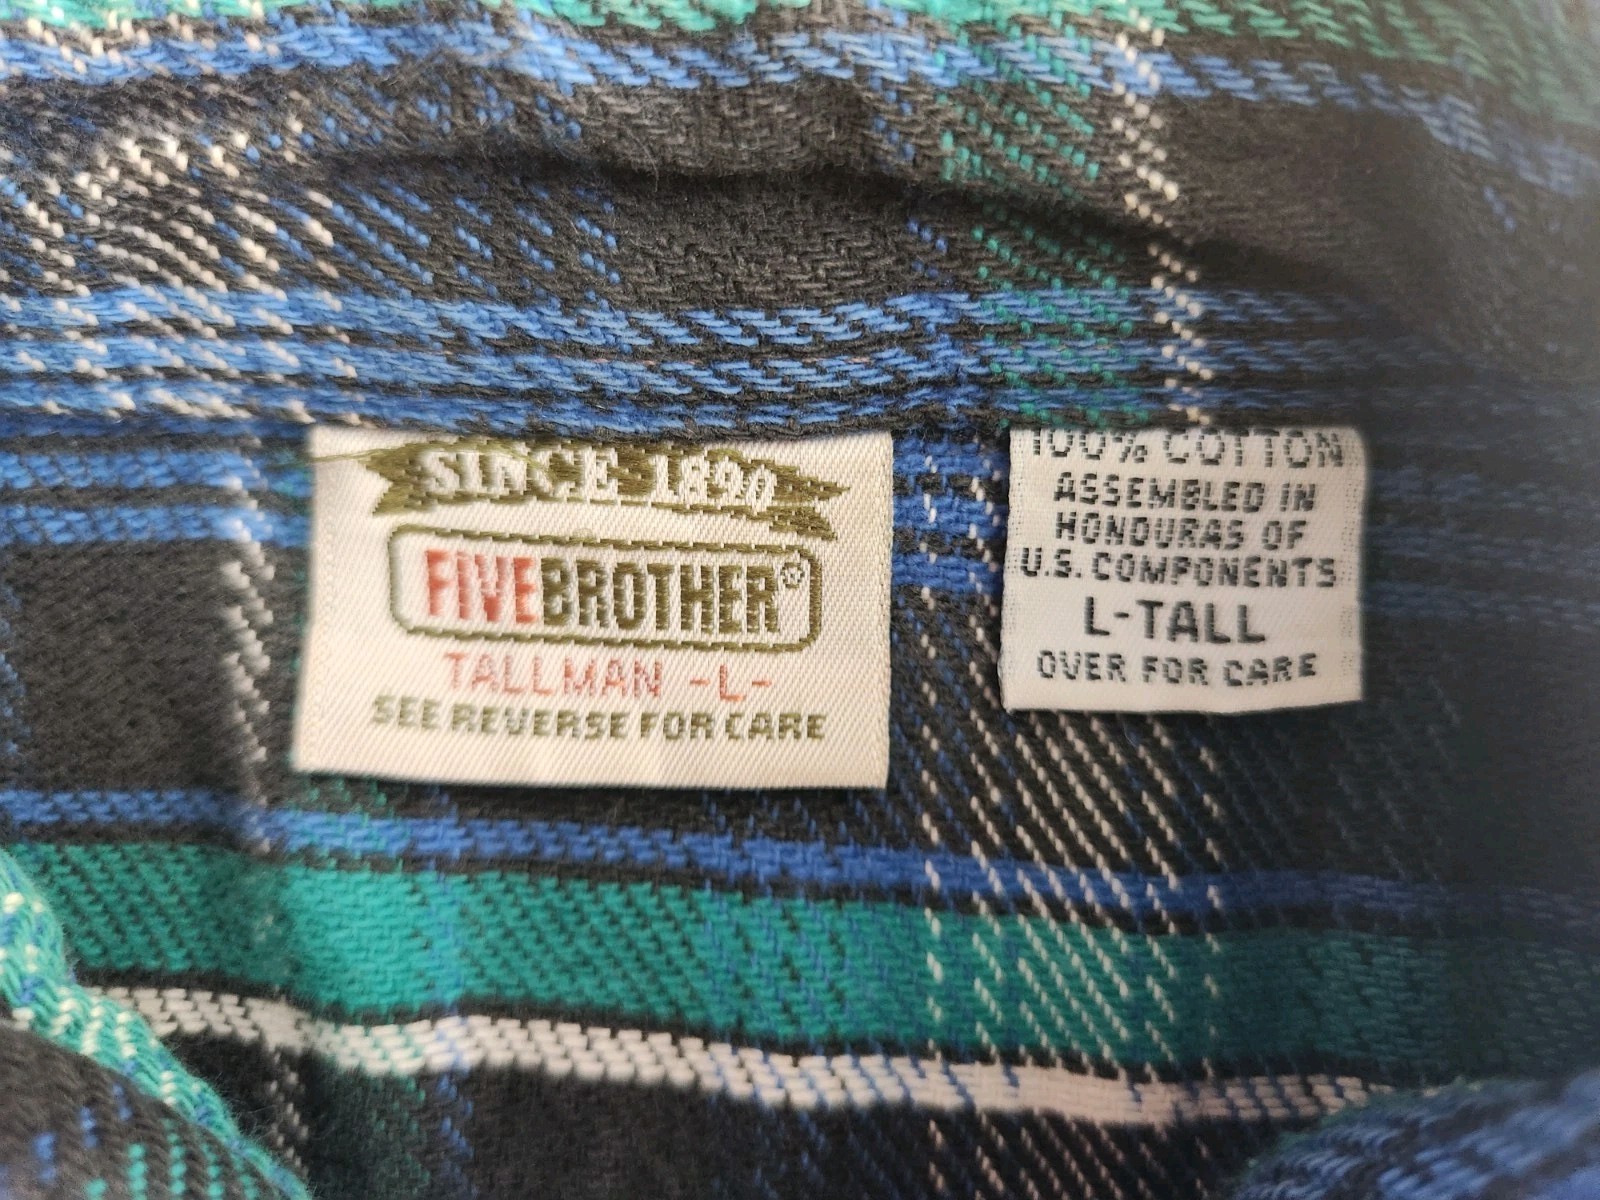 SINCE 1890
FIVEBROTHER®
TALLMAN -L-
SEE REVERSE FOR CARE
100% COTTON
ASSEMBLED IN
HONDURAS OF
U.S. COMPONENTS
L-TALL
OVER FOR CARE